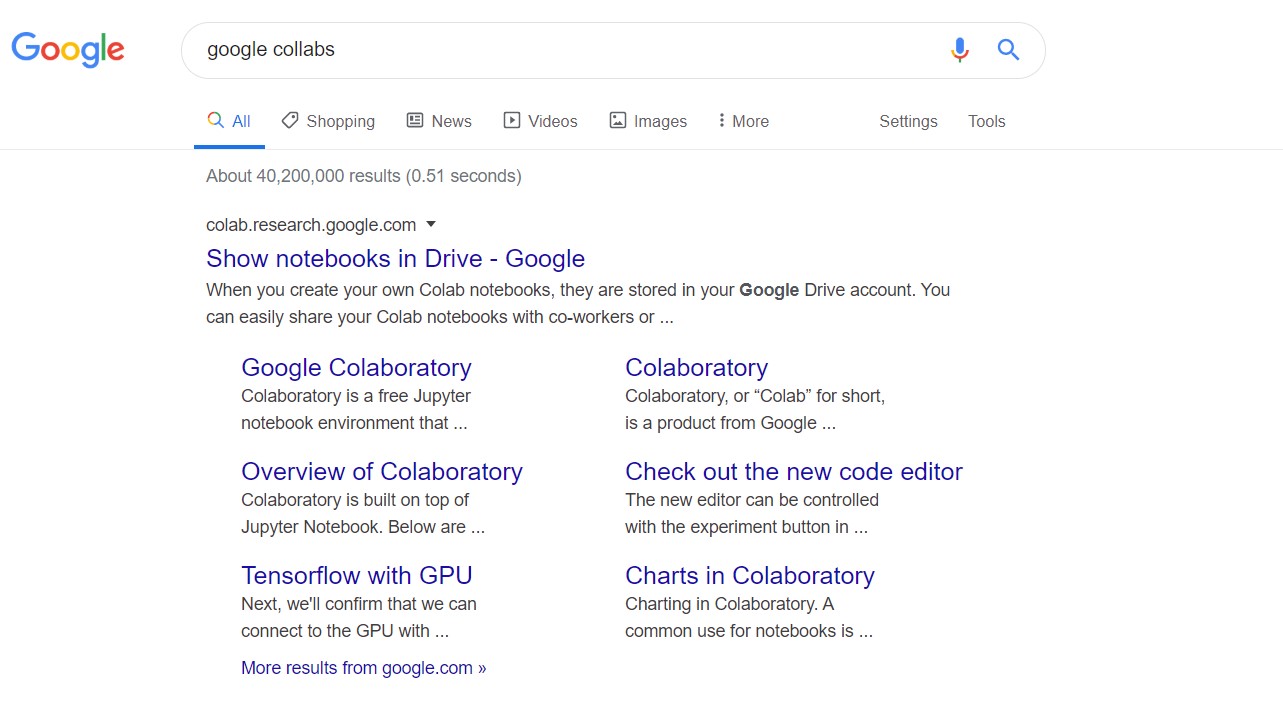 Google
google collabs
All Shopping News Videos Images More Settings Tools
About 40,200,000 results (0.51 seconds)
colab.research.google.com
Show notebooks in Drive - Google
When you create your own Colab notebooks, they are stored in your Google Drive account. You
can easily share your Colab notebooks with co-workers or ...
Google Colaboratory
Colaboratory is a free Jupyter
notebook environment that ...
Colaboratory
Colaboratory, or “Colab” for short,
is a product from Google ...
Overview of Colaboratory
Colaboratory is built on top of
Jupyter Notebook. Below are ...
Check out the new code editor
The new editor can be controlled
with the experiment button in ...
Tensorflow with GPU
Next, we'll confirm that we can
connect to the GPU with ...
Charts in Colaboratory
Charting in Colaboratory. A
common use for notebooks is ...
More results from google.com »